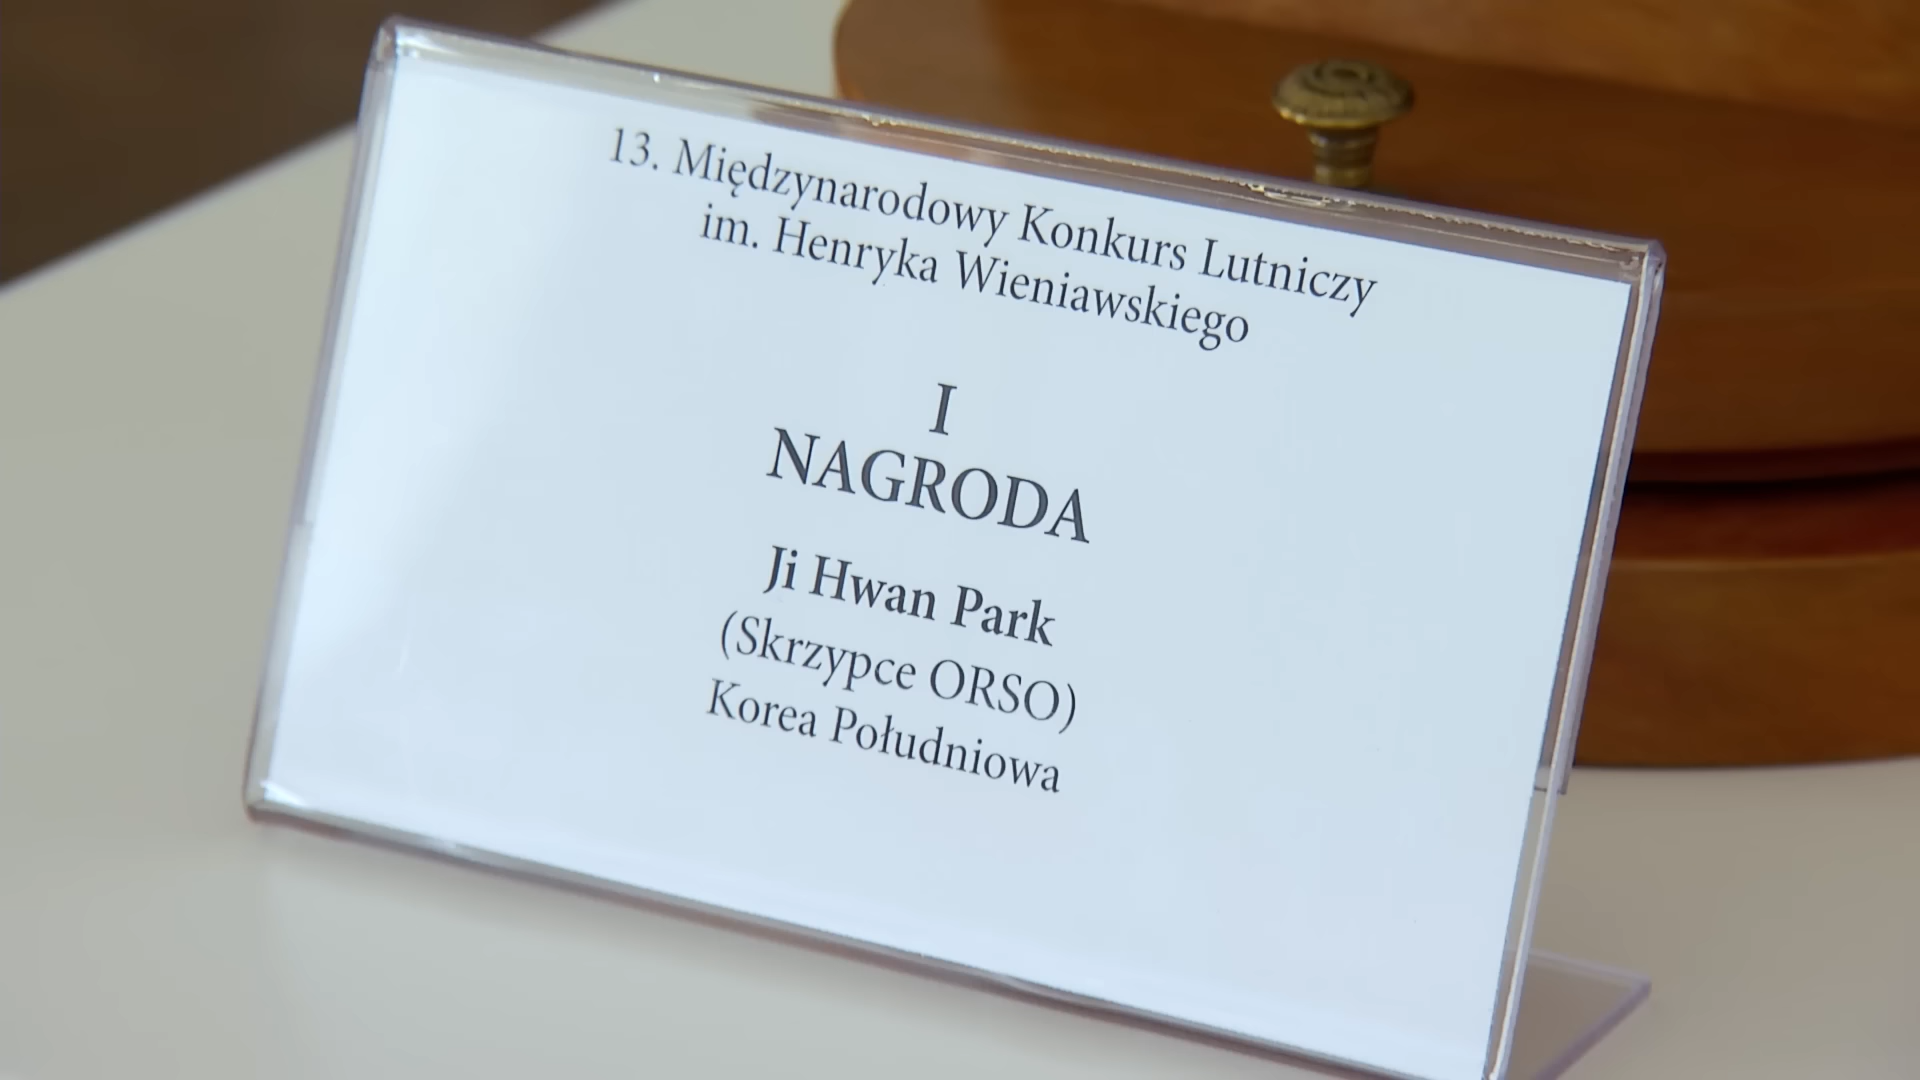 13. Międzynarodowy Konkurs Lutniczy
im. Henryka Wieniawskiego
I
NAGRODA
Ji Hwan Park
(Skrzypce ORSO)
Korea Południowa